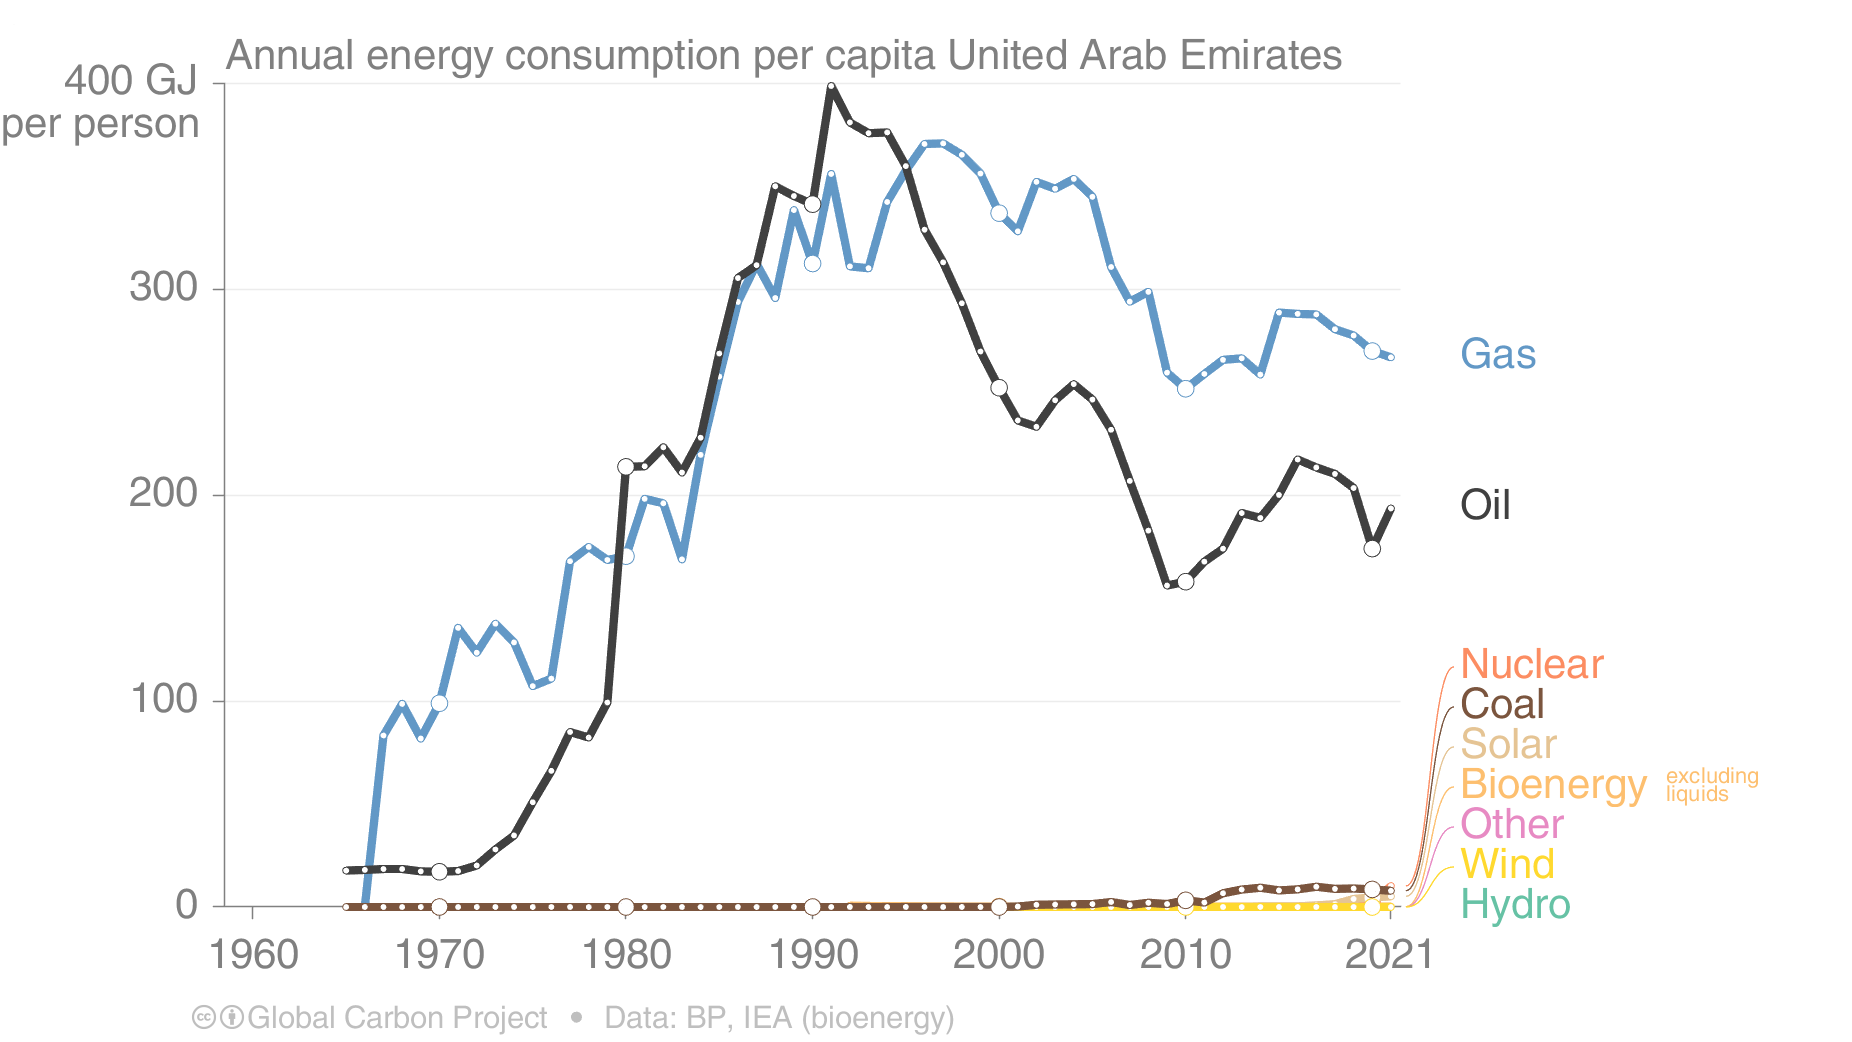 Annual energy consumption per capita United Arab Emirates
400 GJ
per person
300
200
100
0
1960 1970 1980 1990 2000 2010 2021
Gas
Oil
Nuclear
Coal
Solar
Bioenergy excluding
liquids
Other
Wind
Hydro
cc Global Carbon Project • Data: BP, IEA (bioenergy)